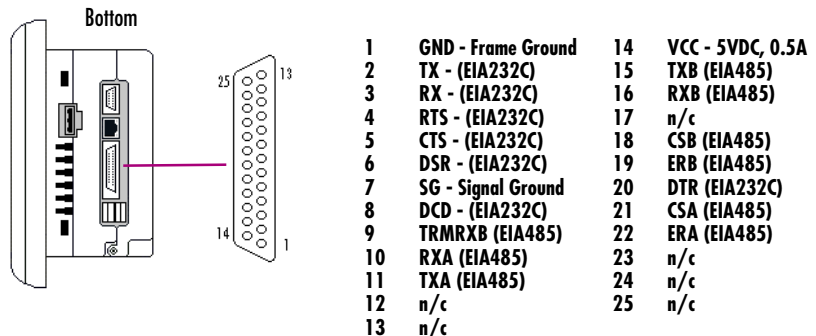 Bottom
25
13
14
1
1 GND - Frame Ground
2 TX - (EIA232C)
3 RX - (EIA232C)
4 RTS - (EIA232C)
5 CTS - (EIA232C)
6 DSR - (EIA232C)
7 SG - Signal Ground
8 DCD - (EIA232C)
9 TRMRXB (EIA485)
10 RXA (EIA485)
11 TXA (EIA485)
12 n/c
13 n/c
14 VCC - 5VDC, 0.5A
15 TXB (EIA485)
16 RXB (EIA485)
17 n/c
18 CSB (EIA485)
19 ERB (EIA485)
20 DTR (EIA232C)
21 CSA (EIA485)
22 ERA (EIA485)
23 n/c
24 n/c
25 n/c